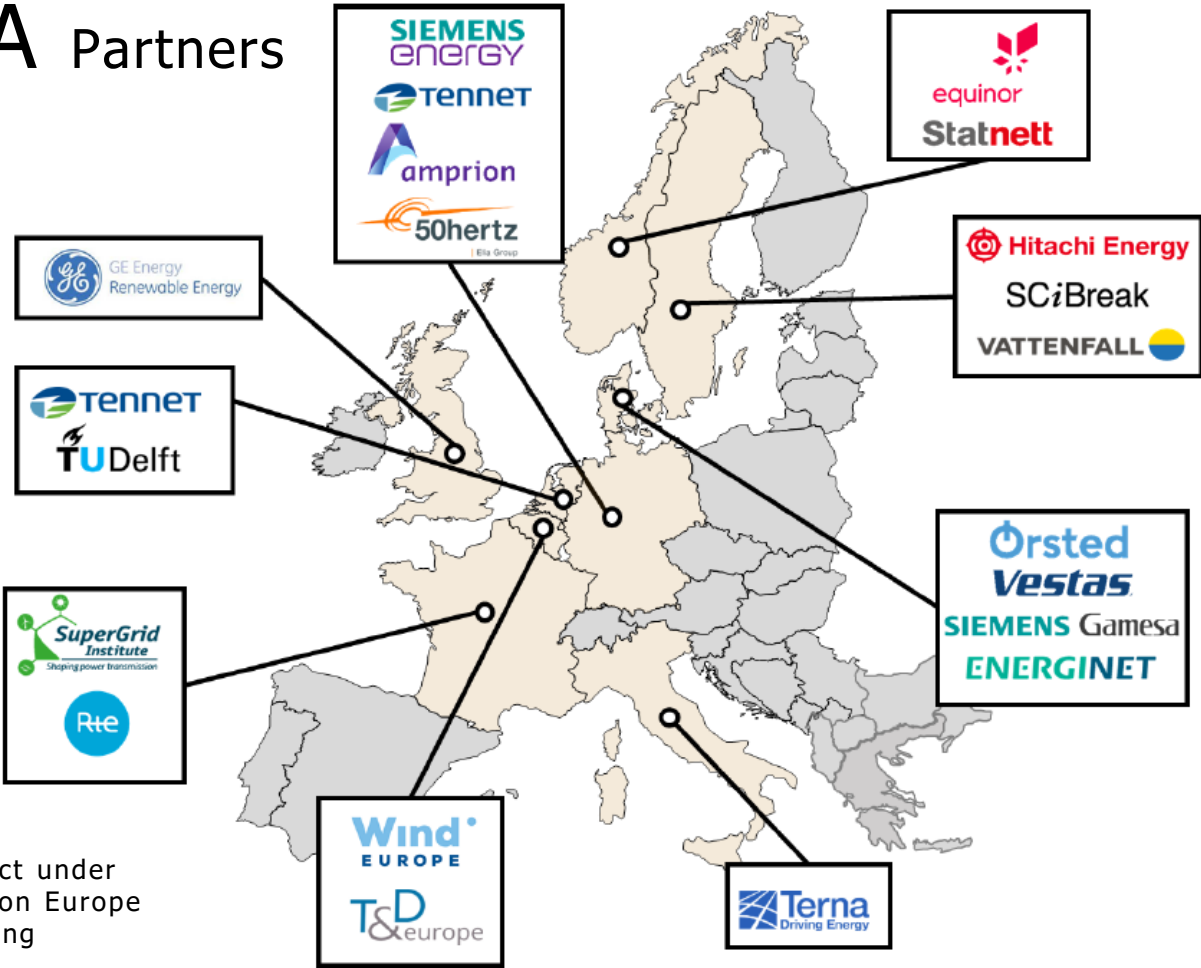 A Partners
SIEMENS
energy
TENNET
amprion
50hertz
Elia Group
equinor
Statnett
GE Energy
Renewable Energy
Hitachi Energy
SCiBreak
VATTENFALL
TENNET
TUDelft
Ørsted
Vestas
SIEMENS Gamesa
ENERGINET
SuperGrid
Institute
Shaping power transmission
Rte
Wind
EUROPE
T&D
europe
Terna
Driving Energy
ct under
on Europe
ng